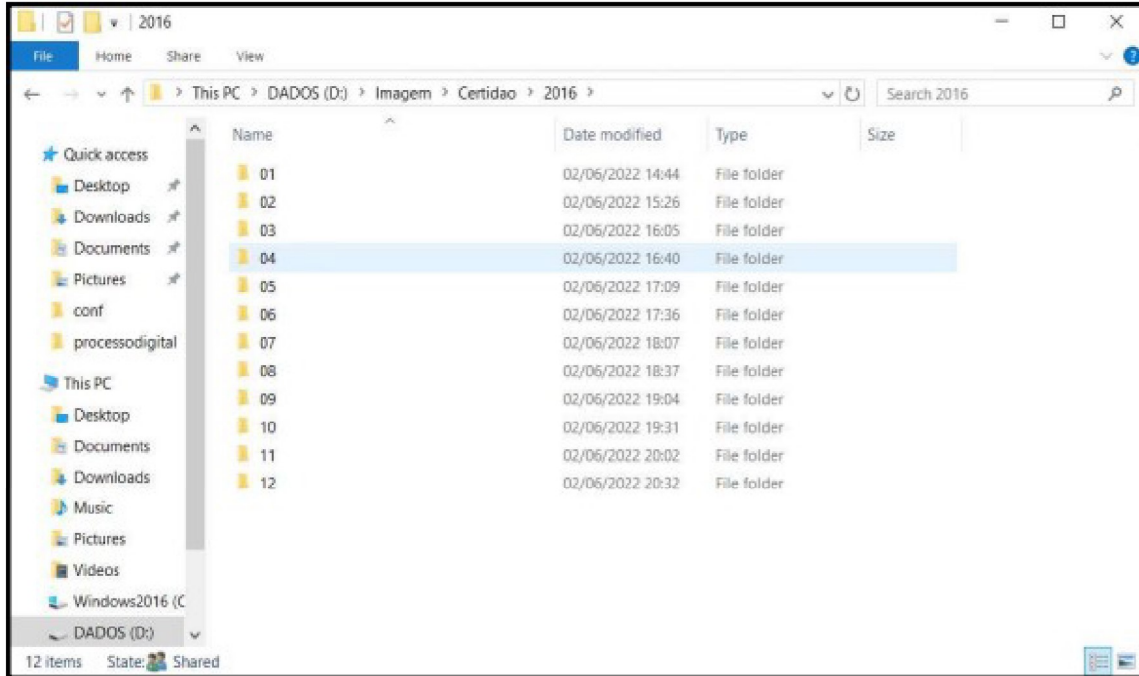 2016
File Home Share View
This PC > DADOS (D:) > Imagem > Certidao > 2016 >
Search 2016
Name Date modified Type Size
Quick access
Desktop
Downloads
Documents
Pictures
conf
processodigital
This PC
Desktop
Documents
Downloads
Music
Pictures
Videos
Windows2016 (C
DADOS (D:)
01 02/06/2022 14:44 File folder
02 02/06/2022 15:26 File folder
03 02/06/2022 16:05 File folder
04 02/06/2022 16:40 File folder
05 02/06/2022 17:09 File folder
06 02/06/2022 17:36 File folder
07 02/06/2022 18:07 File folder
08 02/06/2022 18:37 File folder
09 02/06/2022 19:04 File folder
10 02/06/2022 19:31 File folder
11 02/06/2022 20:02 File folder
12 02/06/2022 20:32 File folder
12 items State: Shared